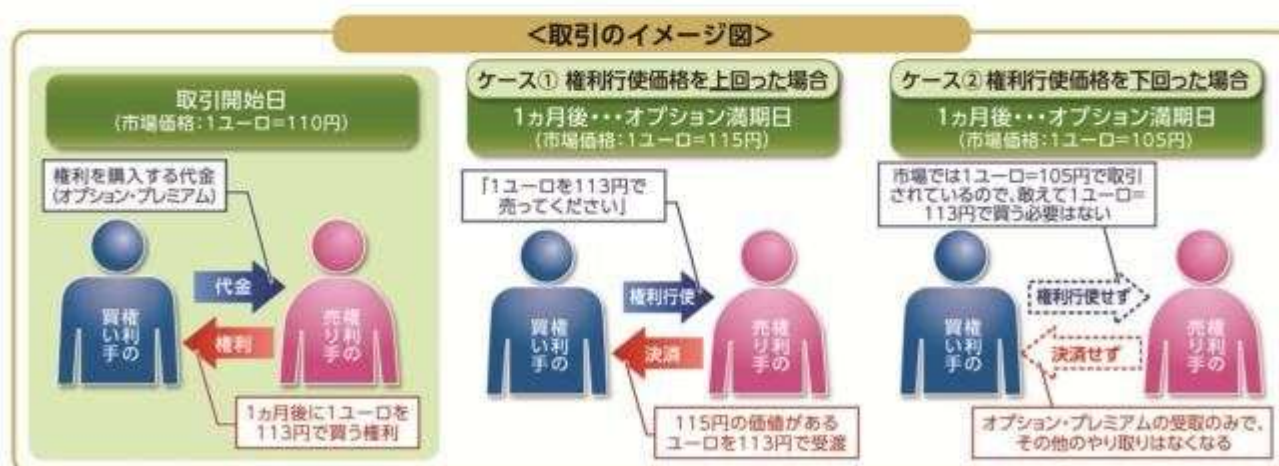 <取引のイメージ図>
取引開始日
(市場価格：1ユーロ=110円)
権利を購入する代金
(オプション・プレミアム)
代金
権利
権利の
買い手
権利の
売り手
1ヵ月後に1ユーロを
113円で買う権利
ケース① 権利行使価格を上回った場合
1ヵ月後・・・オプション満期日
(市場価格：1ユーロ=115円)
「1ユーロを113円で
売ってください」
権利行使
決済
権利の
買い手
権利の
売り手
115円の価値がある
ユーロを113円で受渡
ケース② 権利行使価格を下回った場合
1ヵ月後・・・オプション満期日
(市場価格：1ユーロ=105円)
市場では1ユーロ=105円で取引
されているので、敢えて1ユーロ=
113円で買う必要はない
権利行使せず
決済せず
権利の
買い手
権利の
売り手
オプション・プレミアムの受取のみで、
その他のやり取りはなくなる